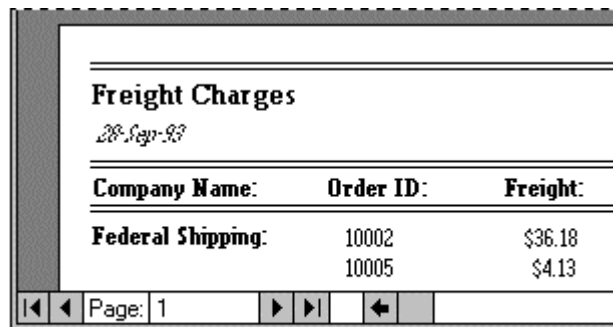 Freight Charges
28-Sep-93
Company Name: Order ID: Freight:
Federal Shipping: 10002 $36.18
10005 $4.13
Page: 1